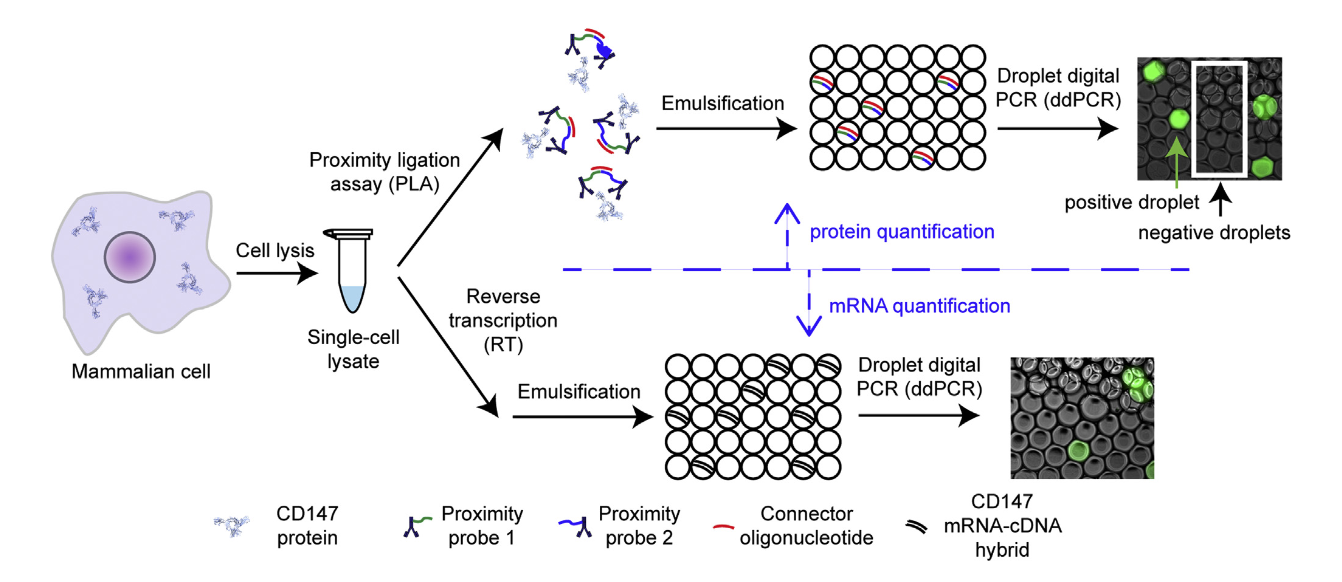 Mammalian cell
Cell lysis
Single-cell
lysate
Proximity ligation
assay (PLA)
Emulsification
Droplet digital
PCR (ddPCR)
positive droplet
negative droplets
protein quantification
mRNA quantification
Reverse
transcription
(RT)
Emulsification
Droplet digital
PCR (ddPCR)
CD147
protein
Proximity
probe 1
Proximity
probe 2
Connector
oligonucleotide
CD147
mRNA-cDNA
hybrid